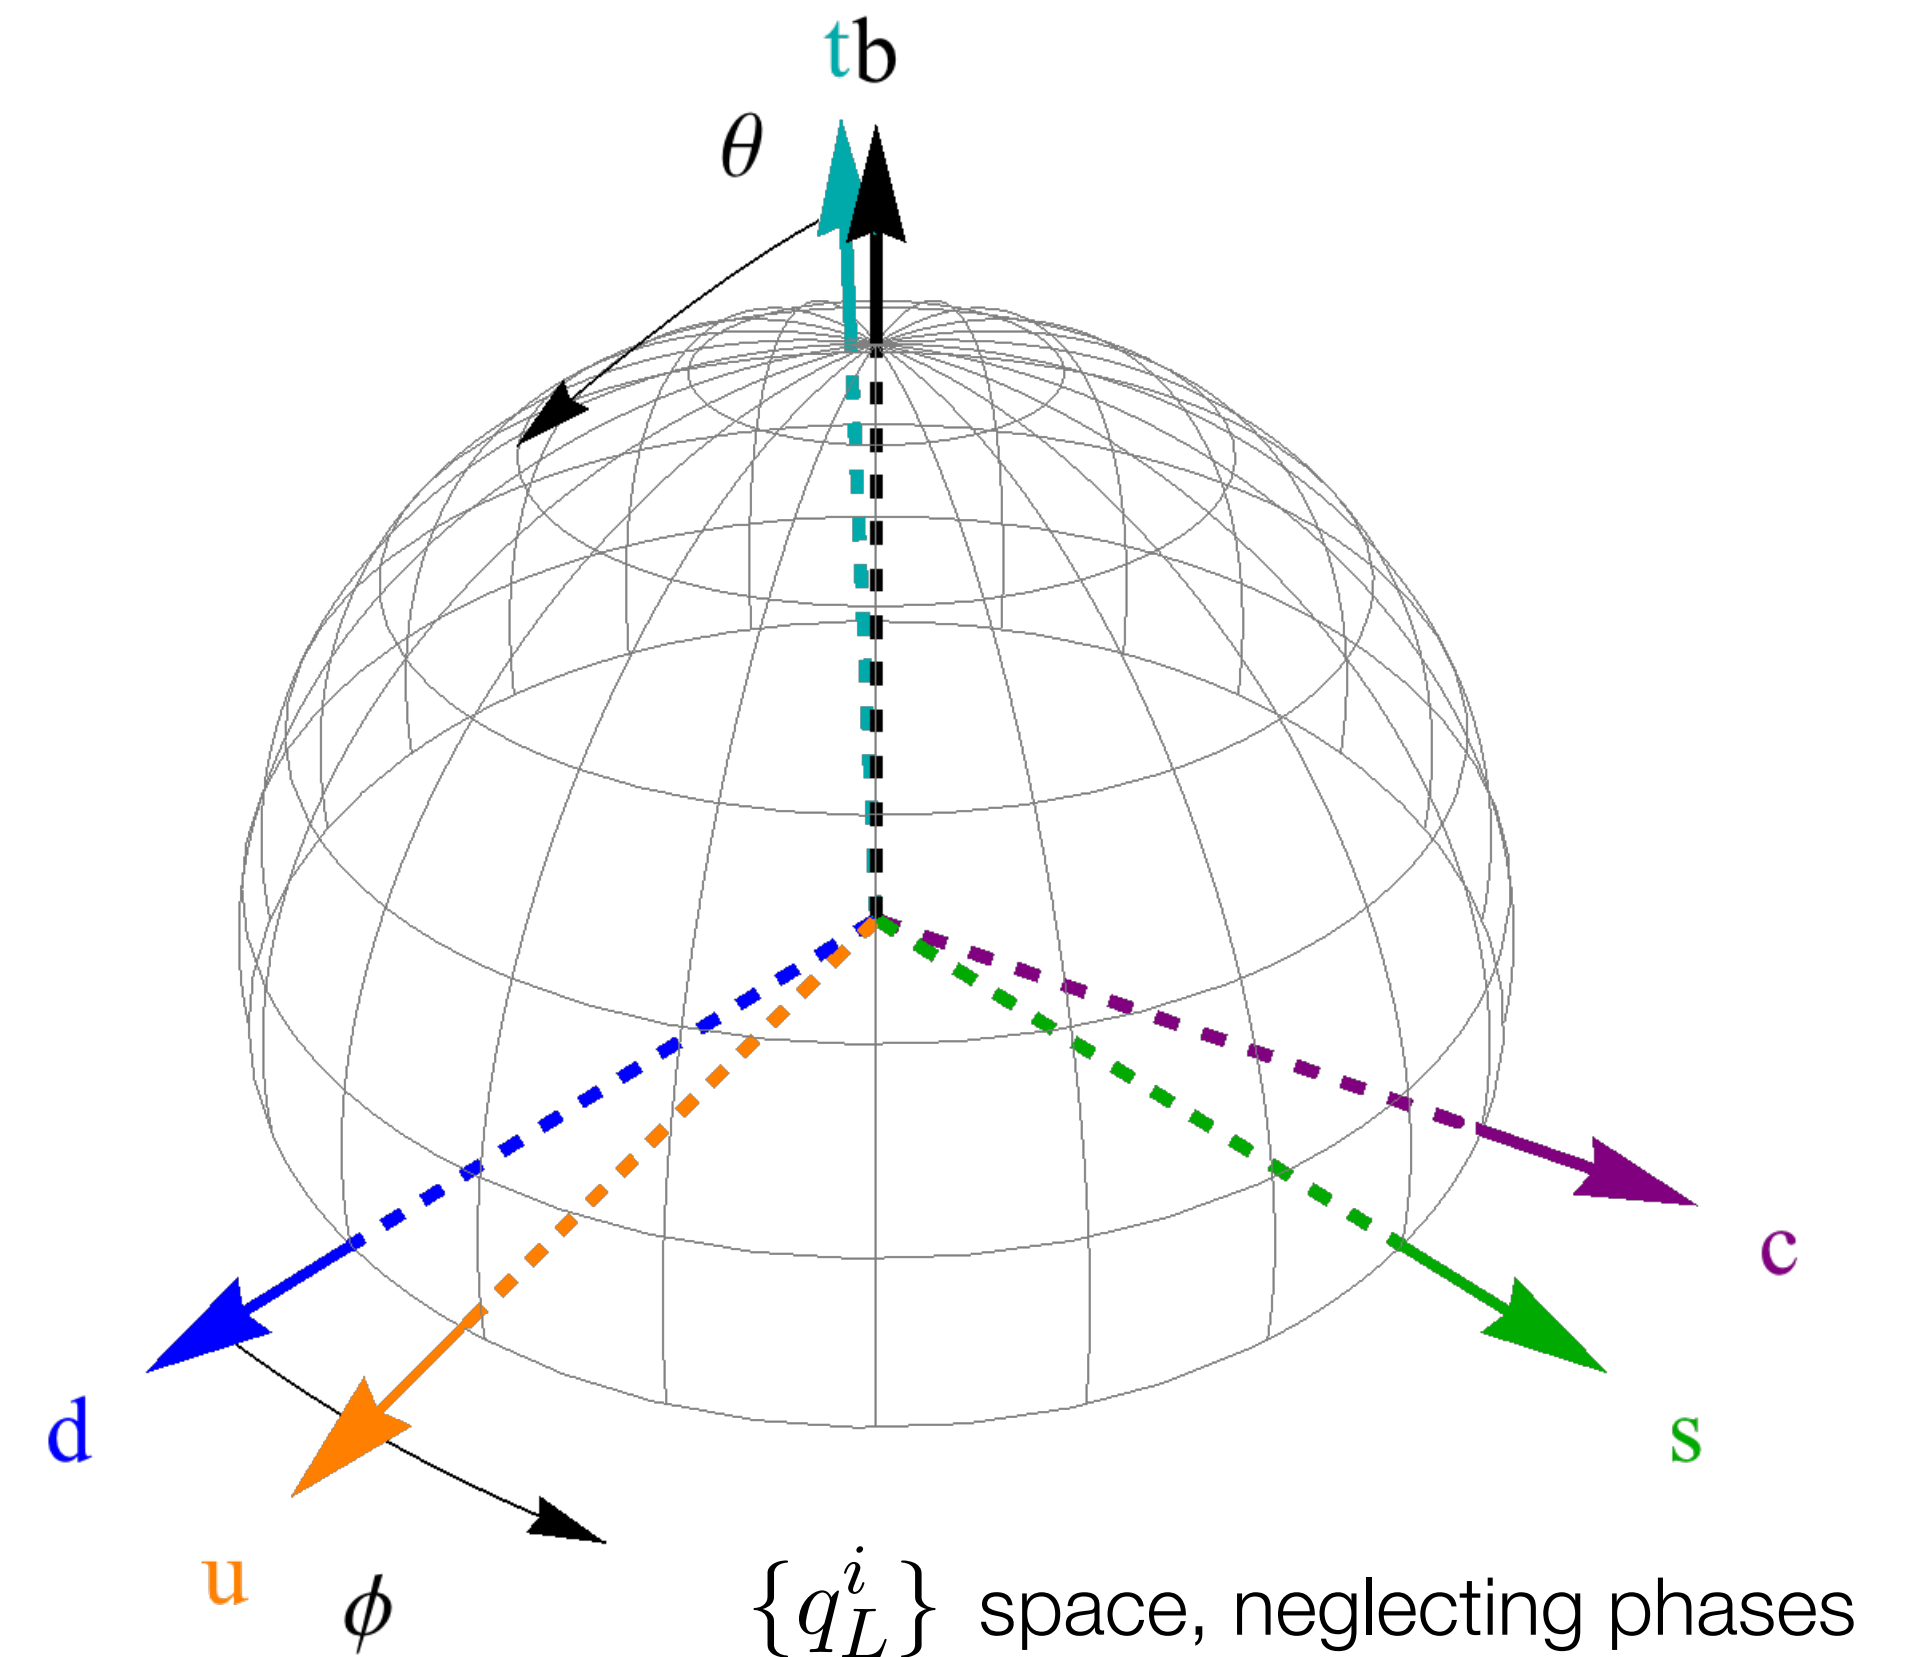 tb
θ
c
d
s
u
ϕ
{q_L^i} space, neglecting phases